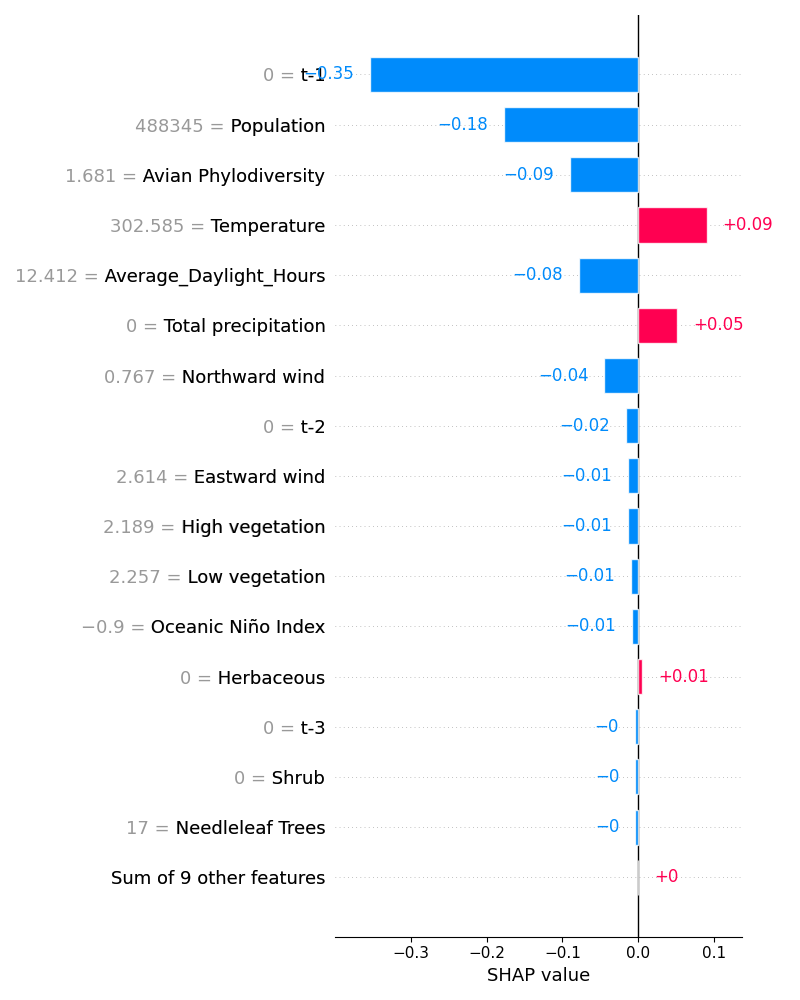 0 = t-1 −0.35
488345 = Population −0.18
1.681 = Avian Phylodiversity −0.09
302.585 = Temperature +0.09
12.412 = Average_Daylight_Hours −0.08
0 = Total precipitation +0.05
0.767 = Northward wind −0.04
0 = t-2 −0.02
2.614 = Eastward wind −0.01
2.189 = High vegetation −0.01
2.257 = Low vegetation −0.01
−0.9 = Oceanic Niño Index −0.01
0 = Herbaceous +0.01
0 = t-3 −0
0 = Shrub −0
17 = Needleleaf Trees −0
Sum of 9 other features +0
−0.3 −0.2 −0.1 0.0 0.1
SHAP value